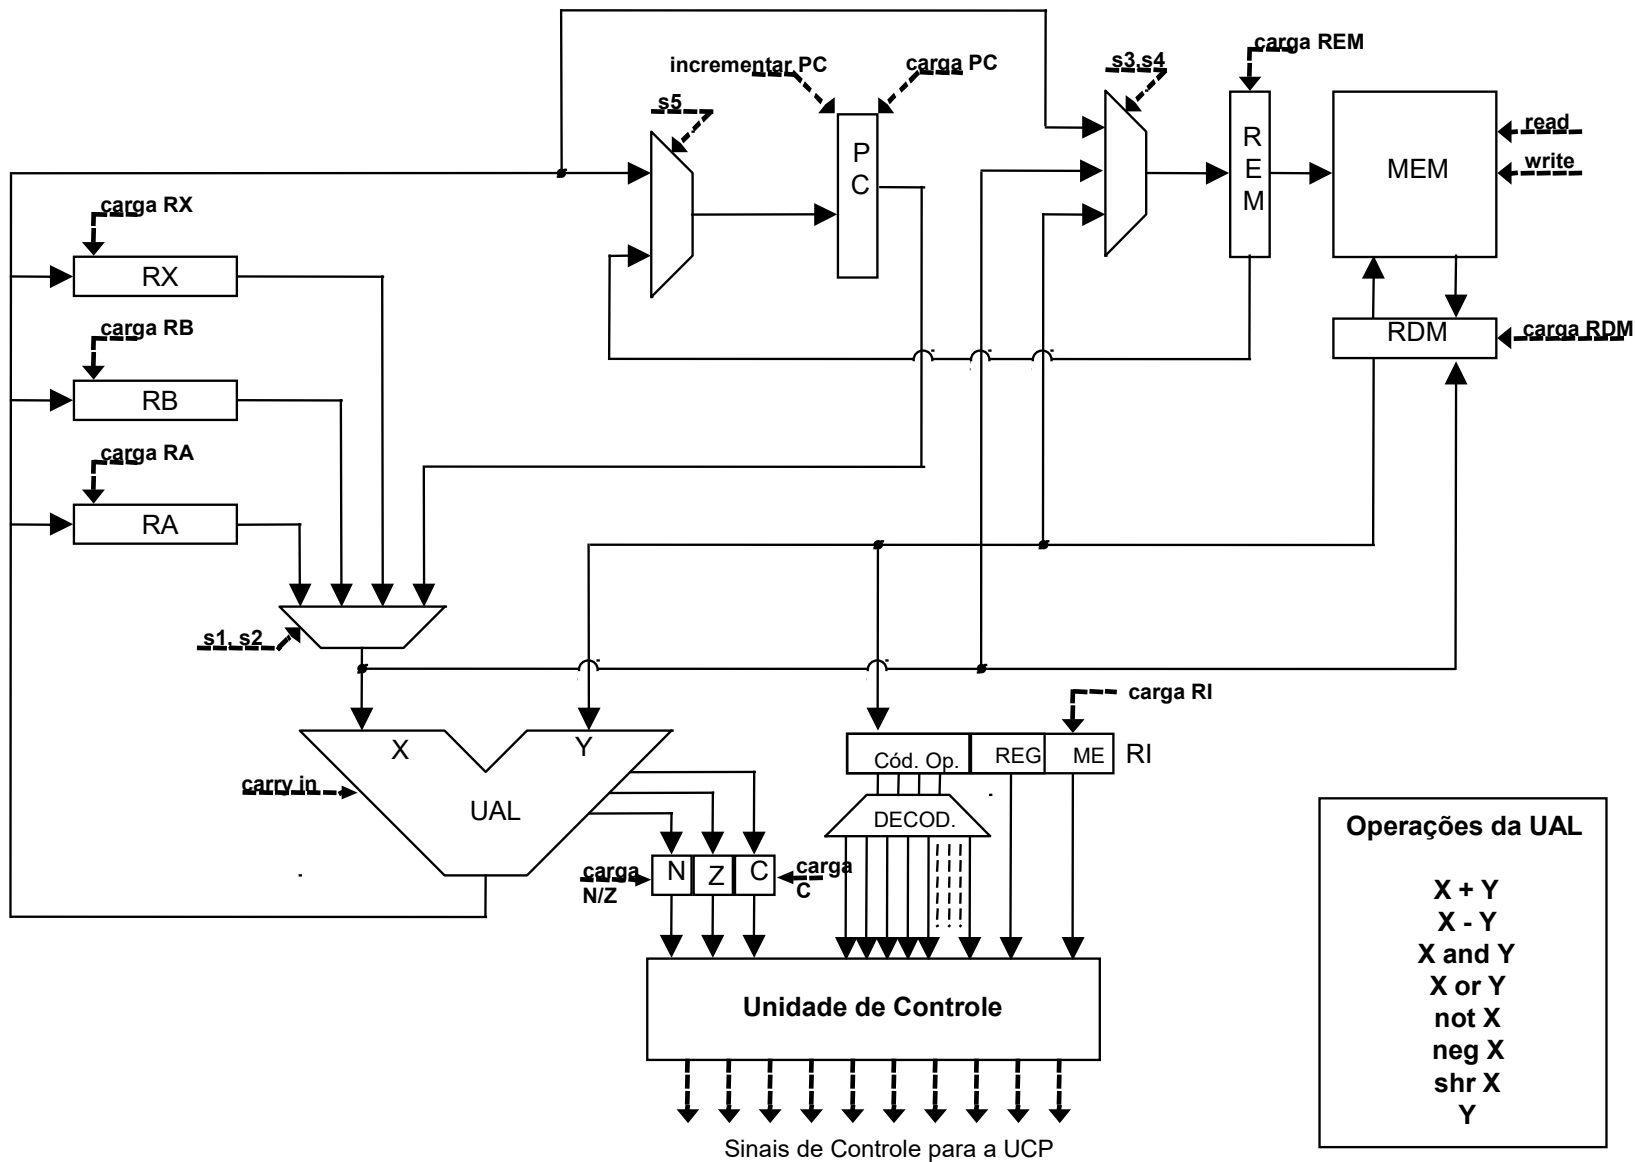 carga REM
incrementar PC
carga PC
s3,s4
s5
P
C
R
E
M
MEM
read
write
carga RX
RX
carga RB
RDM
carga RDM
RB
carga RA
RA
s1, s2
carga RI
X
Y
Cód. Op.
REG
ME
RI
carry in
UAL
DECOD.
Operações da UAL
carga
N/Z
N
Z
C
carga
C
X + Y
X - Y
X and Y
X or Y
not X
neg X
shr X
Y
Unidade de Controle
Sinais de Controle para a UCP